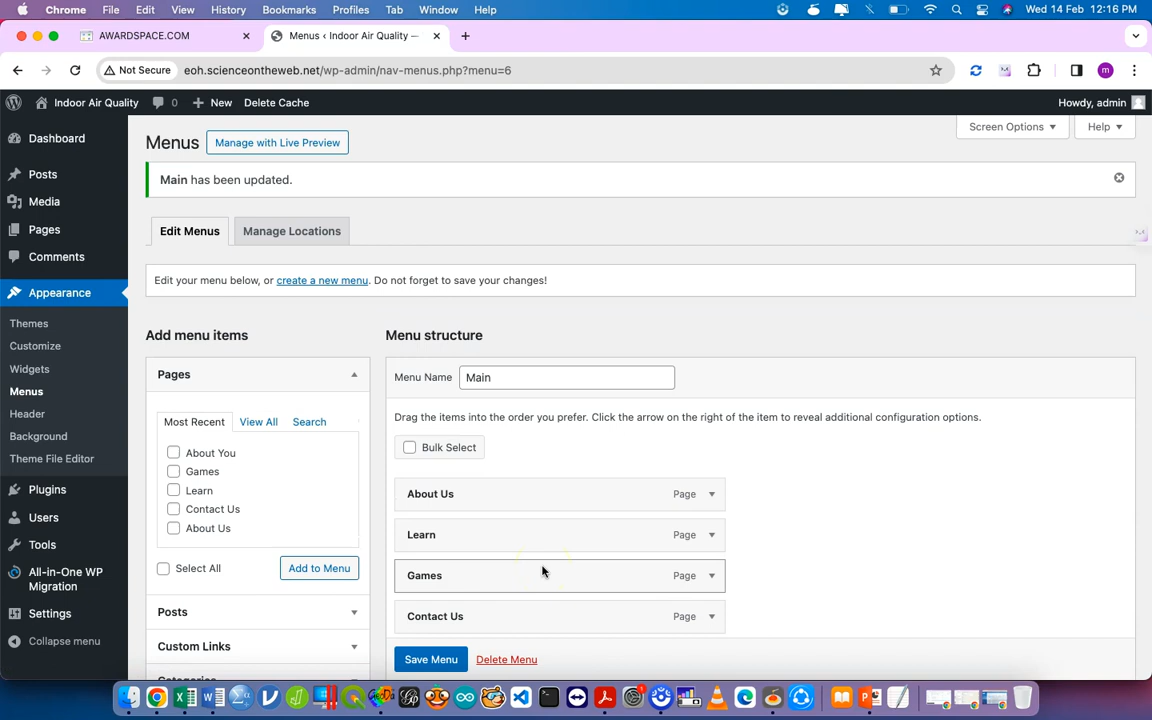 Chrome File Edit View History Bookmarks Profiles Tab Window Help Wed 14 Feb 12:16 PM
AWARDSPACE.COM Menus ‹ Indoor Air Quality —
Not Secure eoh.scienceontheweb.net/wp-admin/nav-menus.php?menu=6 m
Indoor Air Quality 0 New Delete Cache Howdy, admin
Screen Options Help
Dashboard
Posts
Media
Pages
Comments
Appearance
Themes
Customize
Widgets
Menus
Header
Background
Theme File Editor
Plugins
Users
Tools
All-in-One WP
Migration
Settings
Collapse menu
Menus Manage with Live Preview
Main has been updated.
Edit Menus Manage Locations
Edit your menu below, or create a new menu. Do not forget to save your changes!
Add menu items
Pages
Most Recent View All Search
About You
Games
Learn
Contact Us
About Us
Select All Add to Menu
Posts
Custom Links
Categories
Menu structure
Menu Name Main
Drag the items into the order you prefer. Click the arrow on the right of the item to reveal additional configuration options.
Bulk Select
About Us Page
Learn Page
Games Page
Contact Us Page
Save Menu Delete Menu